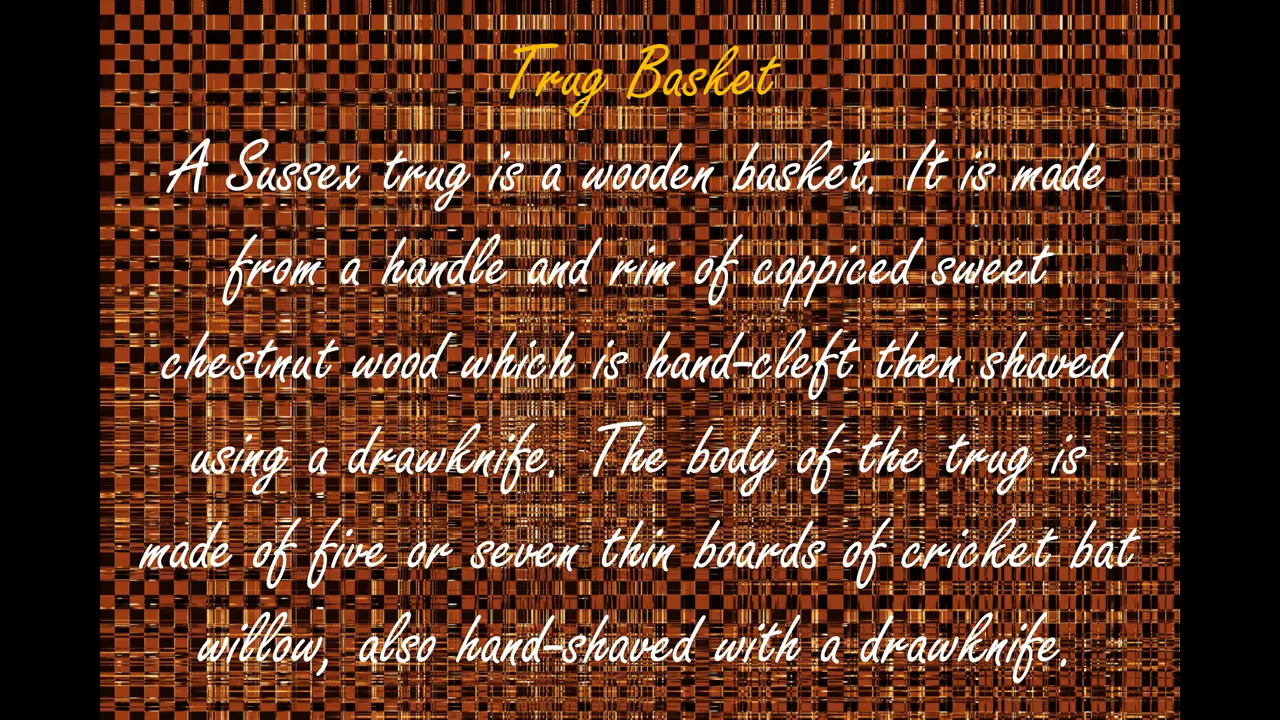 Trug Basket
A Sussex trug is a wooden basket. It is made
from a handle and rim of coppiced sweet
chestnut wood which is hand-cleft then shaved
using a drawknife. The body of the trug is
made of five or seven thin boards of cricket bat
willow, also hand-shaved with a drawknife.